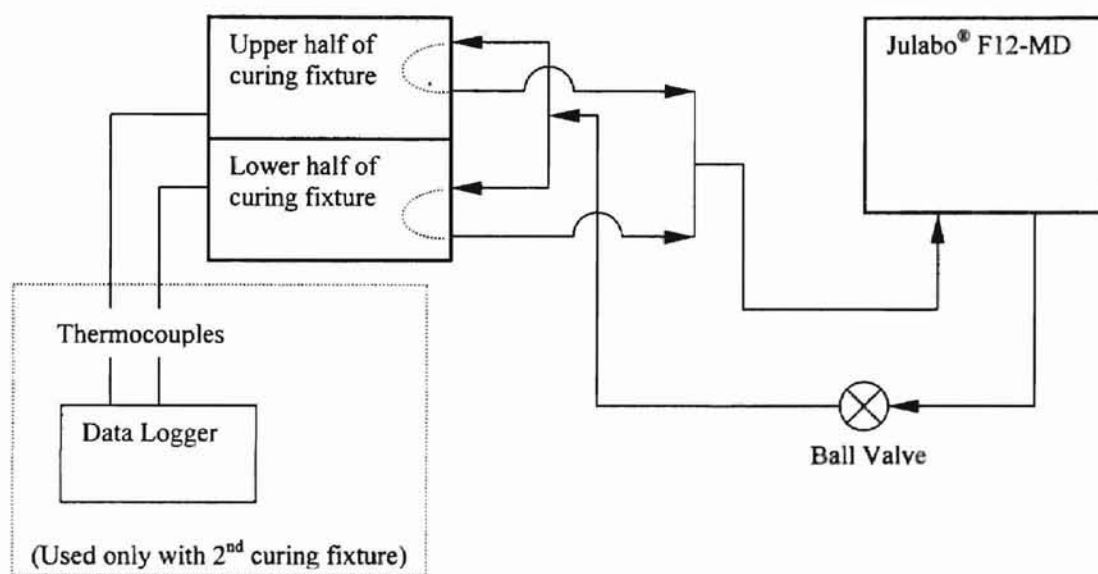 Upper half of
curing fixture
Julabo® F12-MD
Lower half of
curing fixture
Thermocouples
Data Logger
Ball Valve
(Used only with 2nd curing fixture)